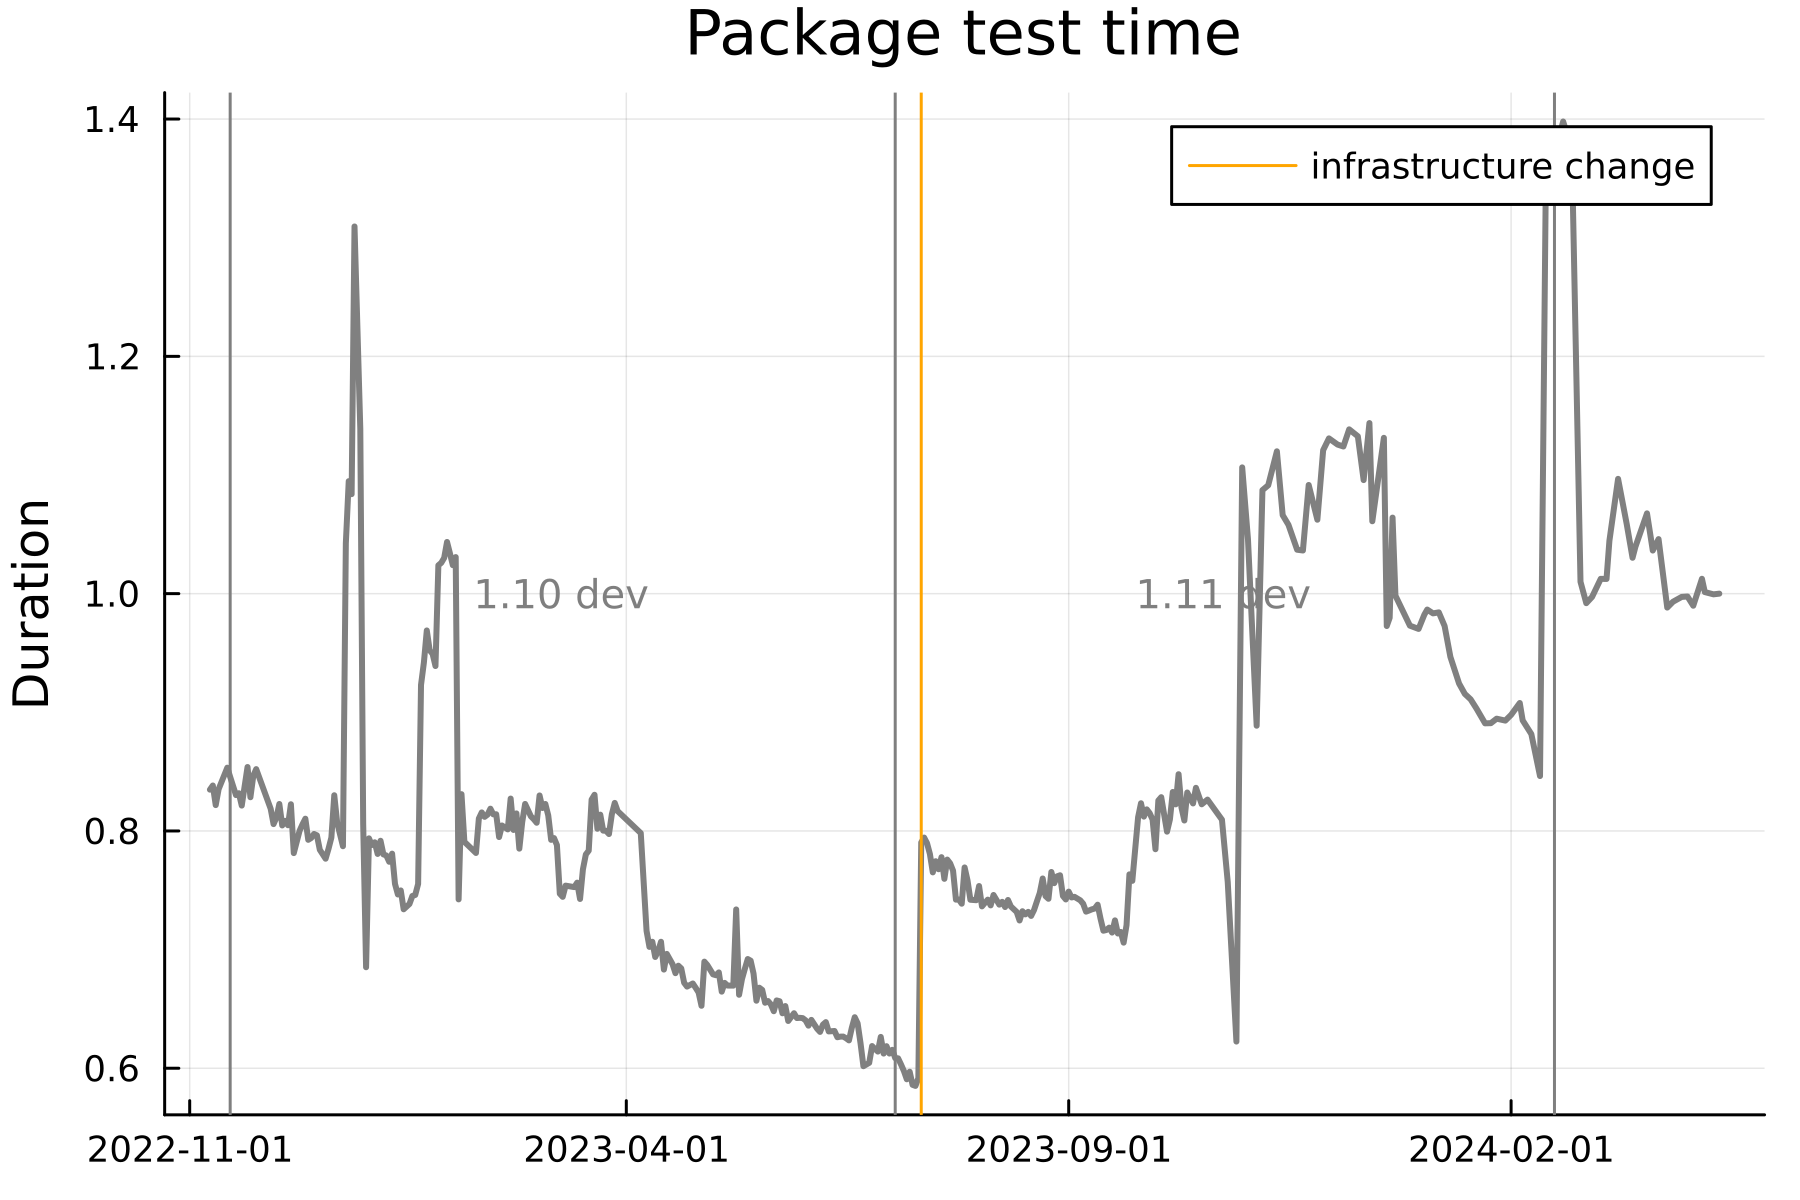 Package test time
1.4
infrastructure change
1.2
Duration
1.0
1.10 dev
1.11 dev
0.8
0.6
2022-11-01
2023-04-01
2023-09-01
2024-02-01